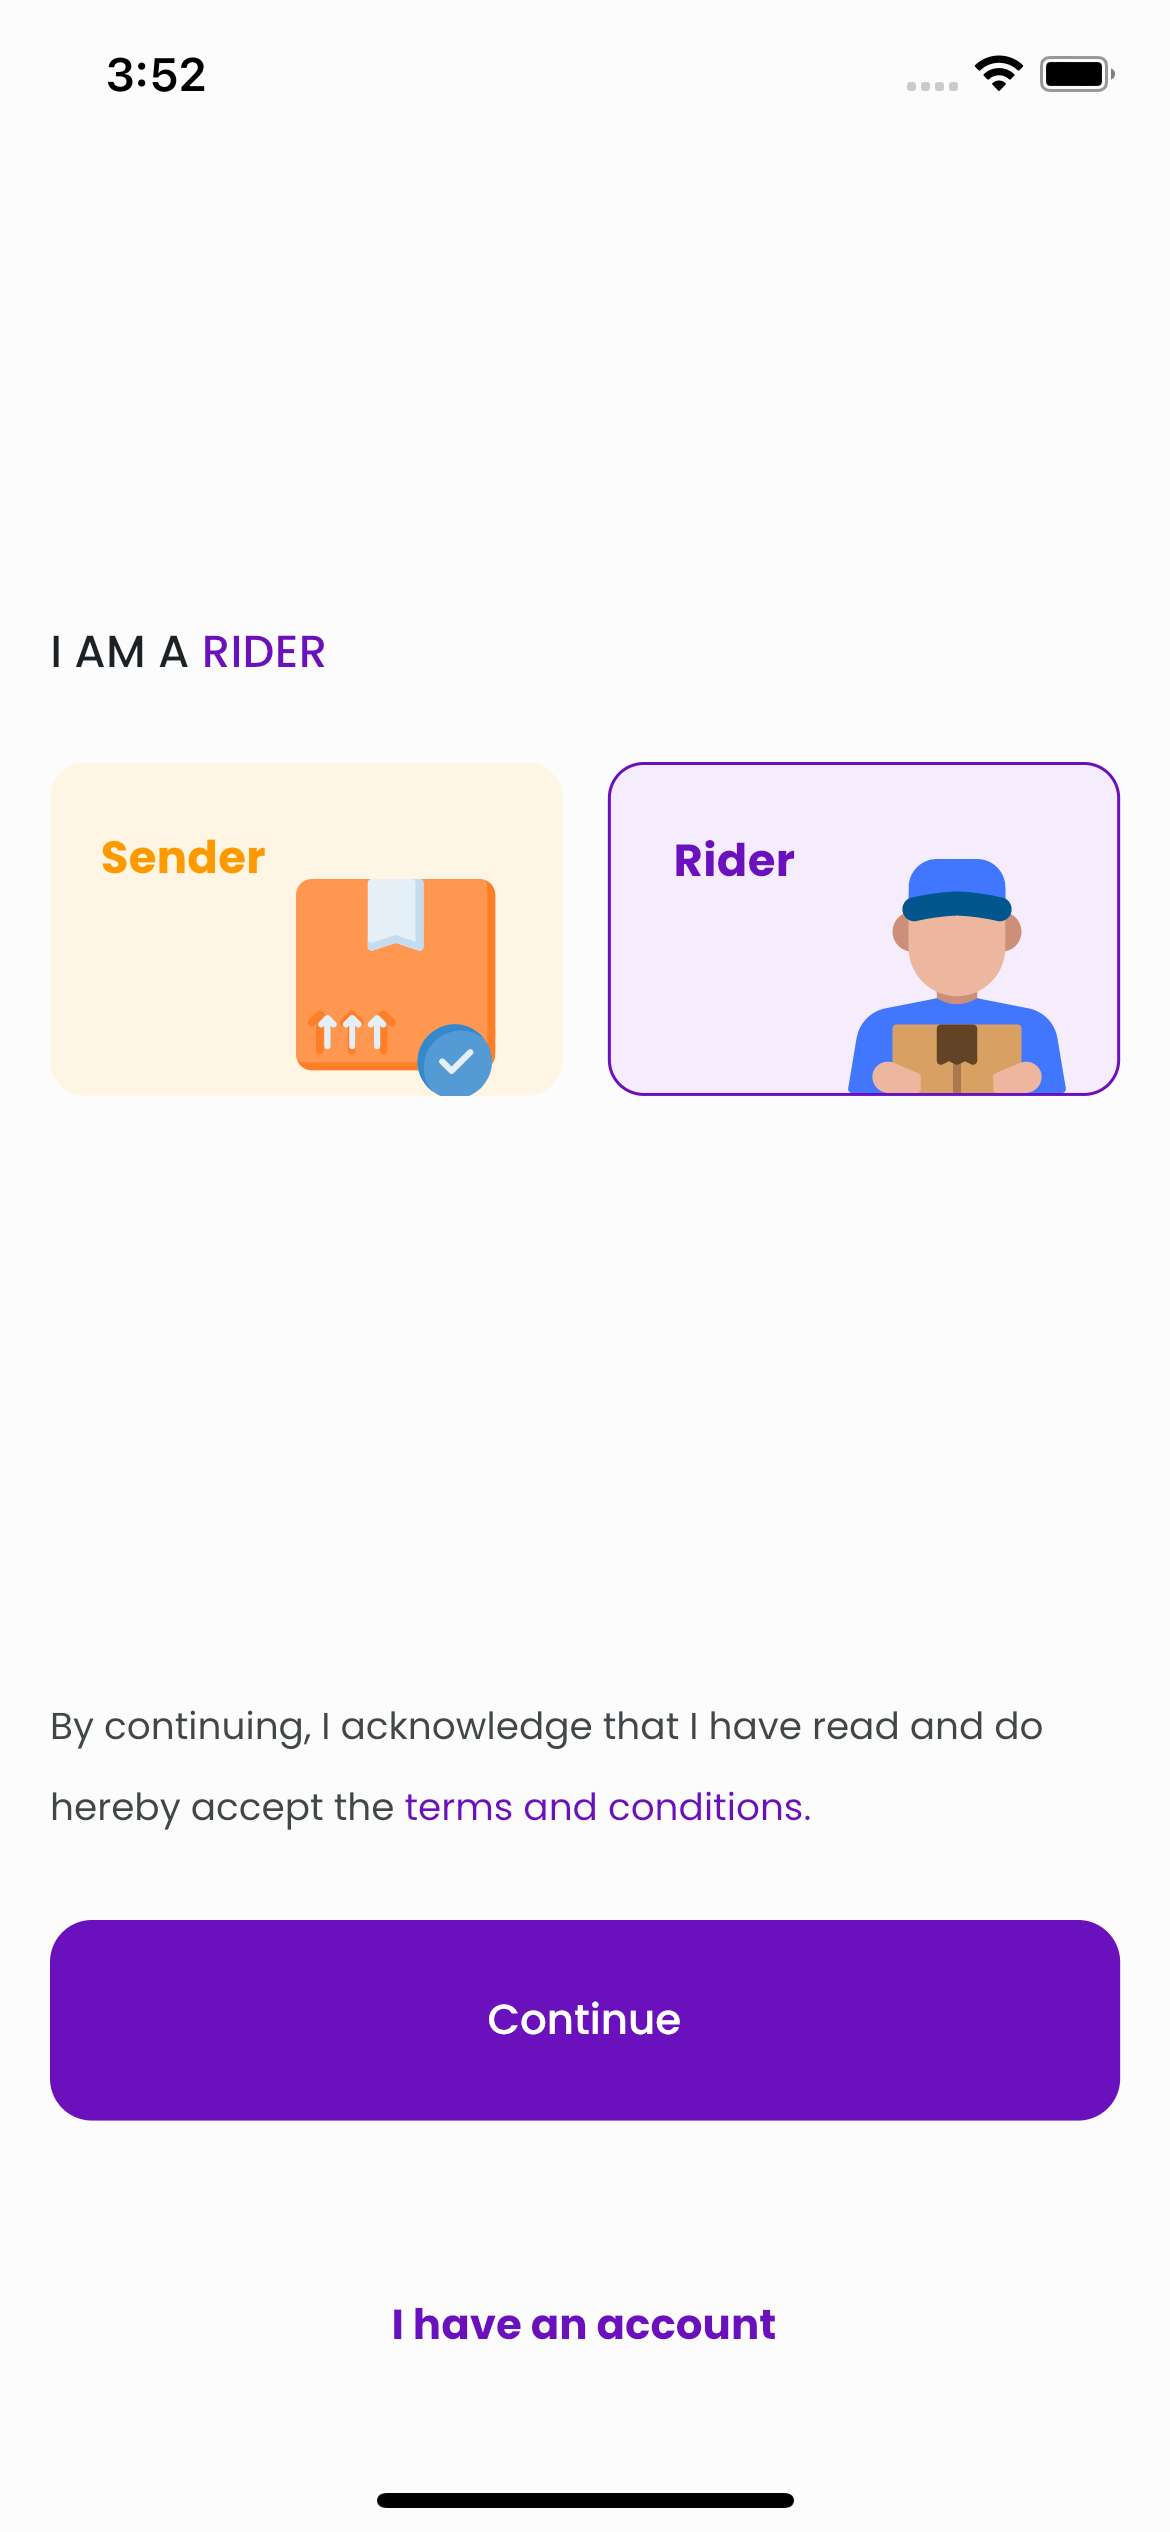 3:52
I AM A RIDER
Sender
Rider
By continuing, I acknowledge that I have read and do
hereby accept the terms and conditions.
Continue
I have an account